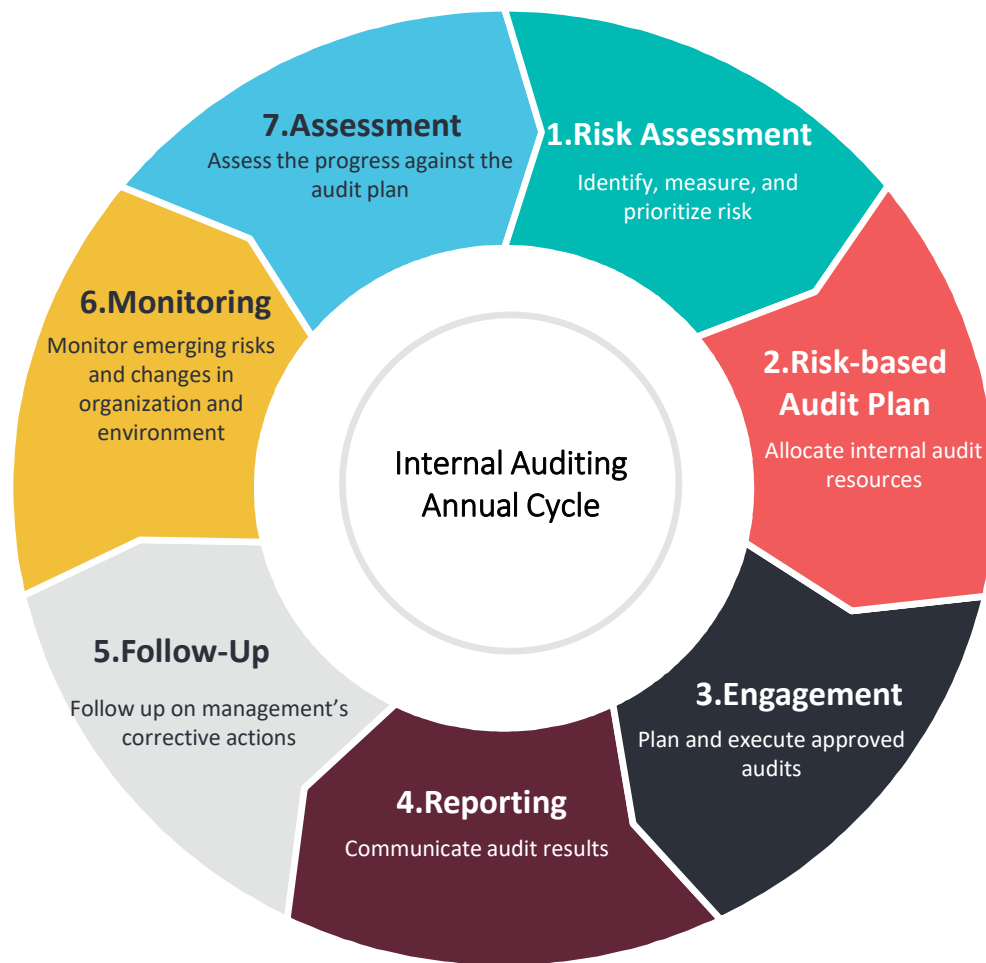 1.Risk Assessment
Identify, measure, and
prioritize risk
2.Risk-based
Audit Plan
Allocate internal audit
resources
3.Engagement
Plan and execute approved
audits
4.Reporting
Communicate audit results
5.Follow-Up
Follow up on management’s
corrective actions
6.Monitoring
Monitor emerging risks
and changes in
organization and
environment
7.Assessment
Assess the progress against the
audit plan
Internal Auditing
Annual Cycle